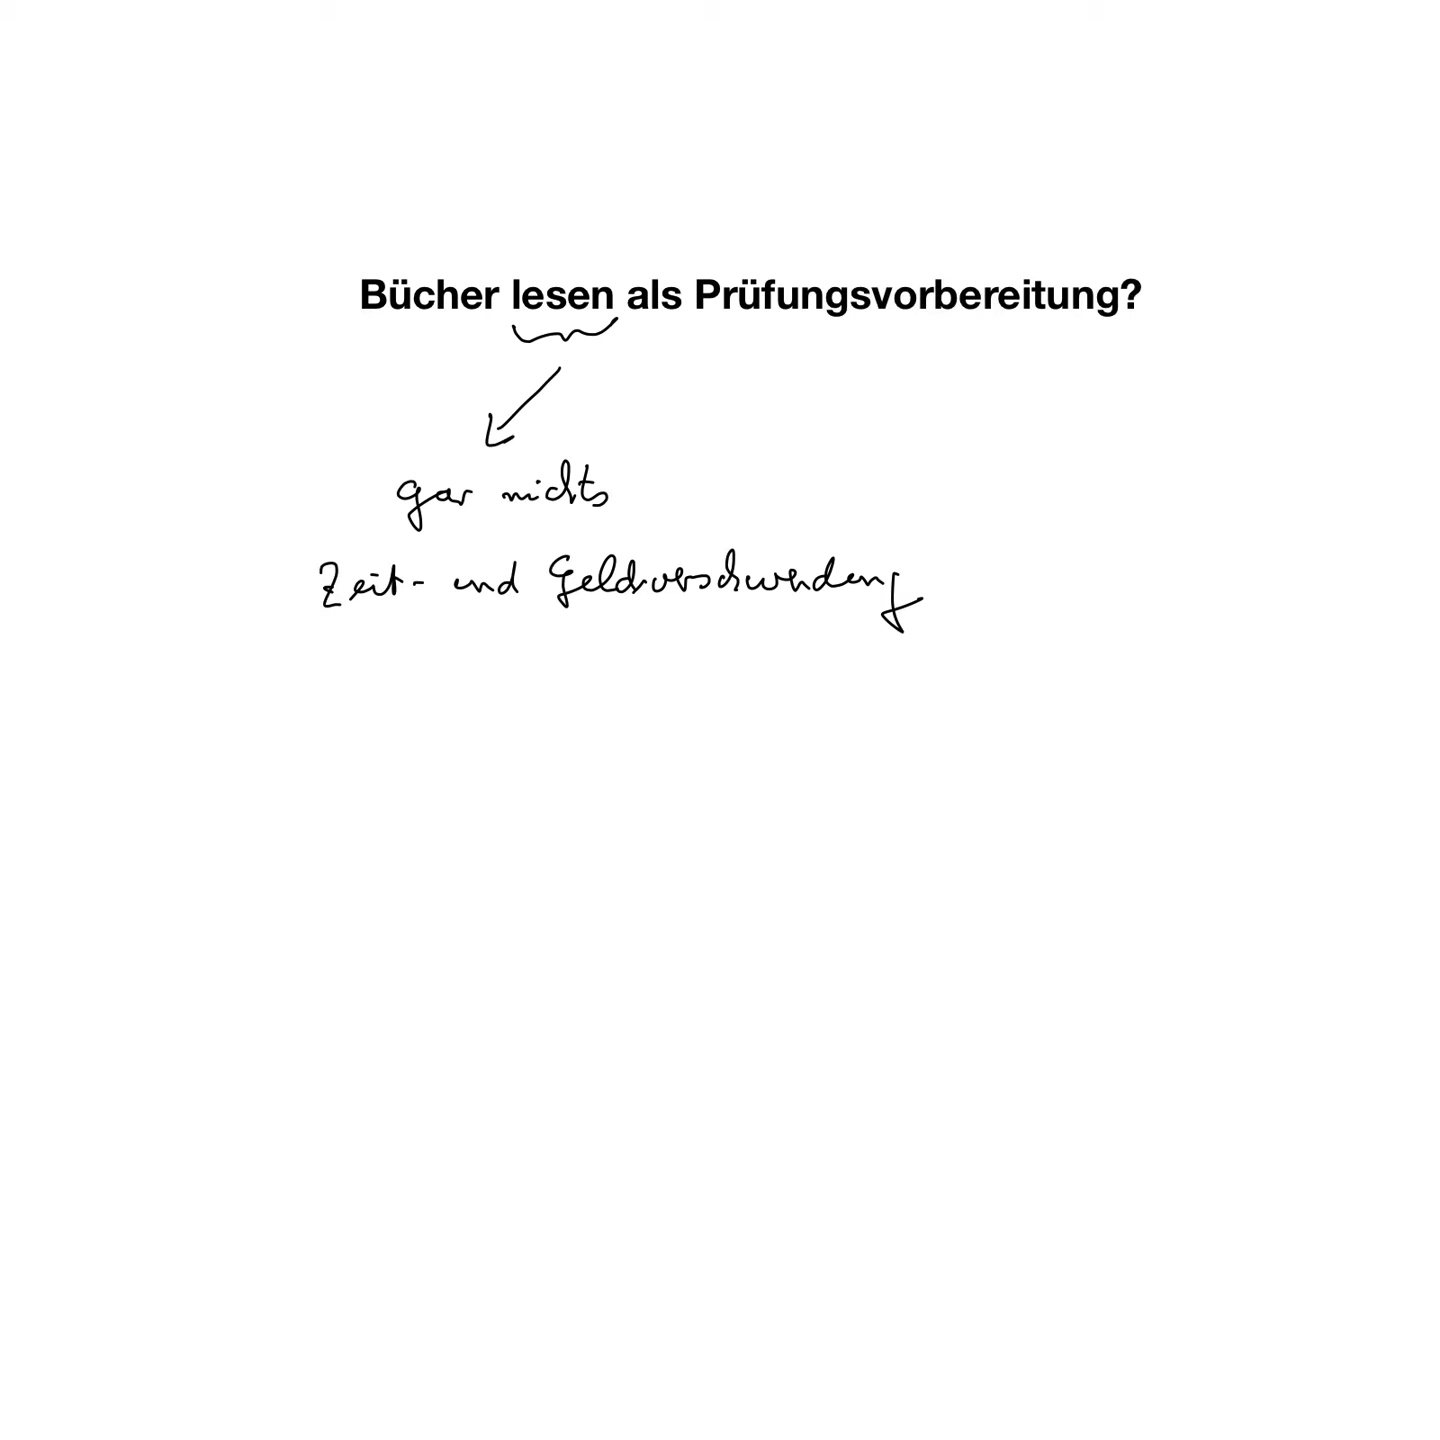 Bücher lesen als Prüfungsvorbereitung?
gar nichts
Zeit- und Geldverschwendung